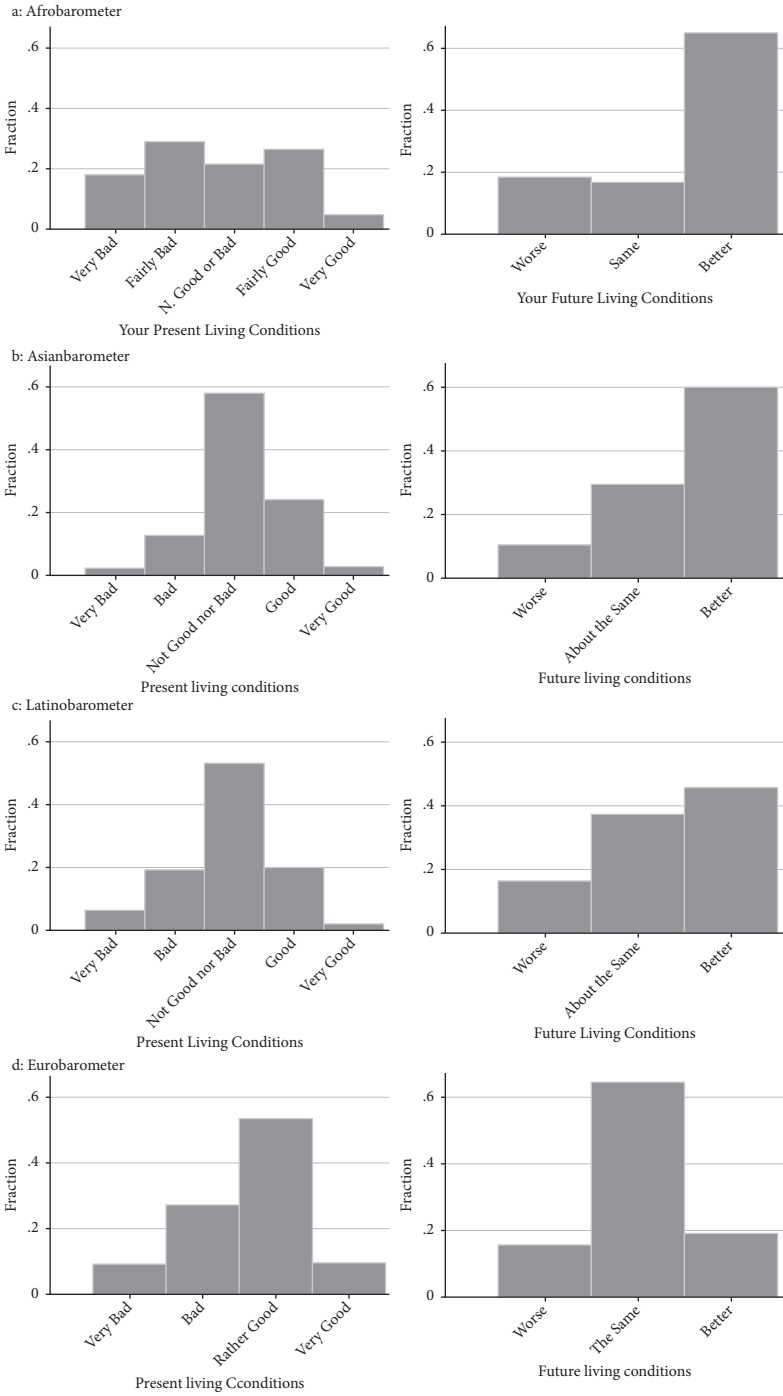 a: Afrobarometer
Fraction
.6
.4
.2
0
Very Bad
Fairly Bad
N. Good or Bad
Fairly Good
Very Good
Your Present Living Conditions
Fraction
.6
.4
.2
0
Worse
Same
Better
Your Future Living Conditions
b: Asianbarometer
Fraction
.6
.4
.2
0
Very Bad
Bad
Not Good nor Bad
Good
Very Good
Present living conditions
Fraction
.6
.4
.2
0
Worse
About the Same
Better
Future living conditions
c: Latinobarometer
Fraction
.6
.4
.2
0
Very Bad
Bad
Not Good nor Bad
Good
Very Good
Present Living Conditions
Fraction
.6
.4
.2
0
Worse
About the Same
Better
Future Living Conditions
d: Eurobarometer
Fraction
.6
.4
.2
0
Very Bad
Bad
Rather Good
Very Good
Present living Cconditions
Fraction
.6
.4
.2
0
Worse
The Same
Better
Future living conditions